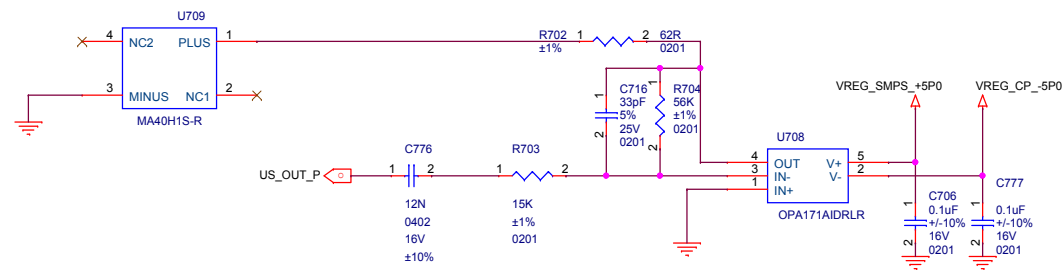 U709
4 NC2 PLUS 1
3 MINUS NC1 2
MA40H1S-R
R702 1 2 62R
±1% 0201
1 C716
33pF
5%
2 25V
0201
1 R704
56K
±1%
2 0201
VREG_SMPS_+5P0
VREG_CP_-5P0
U708
4 OUT V+ 5
3 IN- V- 2
1 IN+
OPA171AIDRLR
US_OUT_P
C776
1 2
12N
0402
16V
±10%
R703
1 2
15K
±1%
0201
C706
1 0.1uF
+/-10%
16V
2 0201
C777
1 0.1uF
+/-10%
16V
2 0201